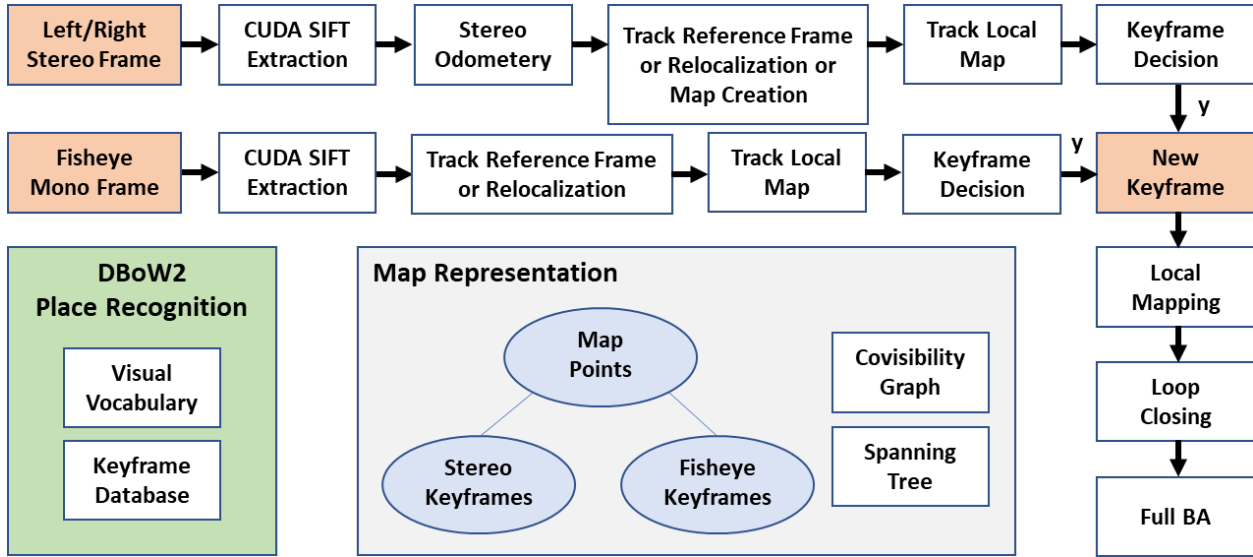 Left/Right
Stereo Frame
CUDA SIFT
Extraction
Stereo
Odometery
Track Reference Frame
or Relocalization or
Map Creation
Track Local
Map
Keyframe
Decision
y
Fisheye
Mono Frame
CUDA SIFT
Extraction
Track Reference Frame
or Relocalization
Track Local
Map
Keyframe
Decision
y
New
Keyframe
DBoW2
Place Recognition
Visual
Vocabulary
Keyframe
Database
Map Representation
Map
Points
Stereo
Keyframes
Fisheye
Keyframes
Covisibility
Graph
Spanning
Tree
Local
Mapping
Loop
Closing
Full BA